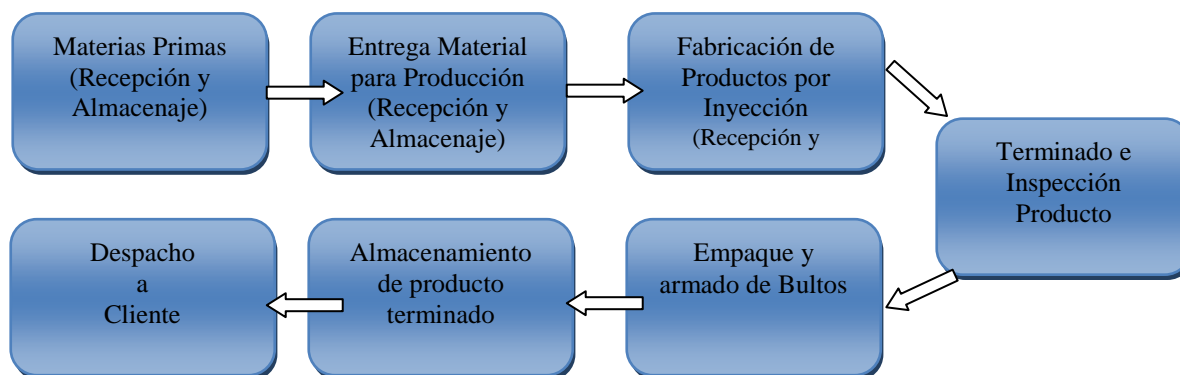 Materias Primas
(Recepción y
Almacenaje)
Entrega Material
para Producción
(Recepción y
Almacenaje)
Fabricación de
Productos por
Inyección
(Recepción y
Terminado e
Inspección
Producto
Empaque y
armado de Bultos
Almacenamiento
de producto
terminado
Despacho
a
Cliente